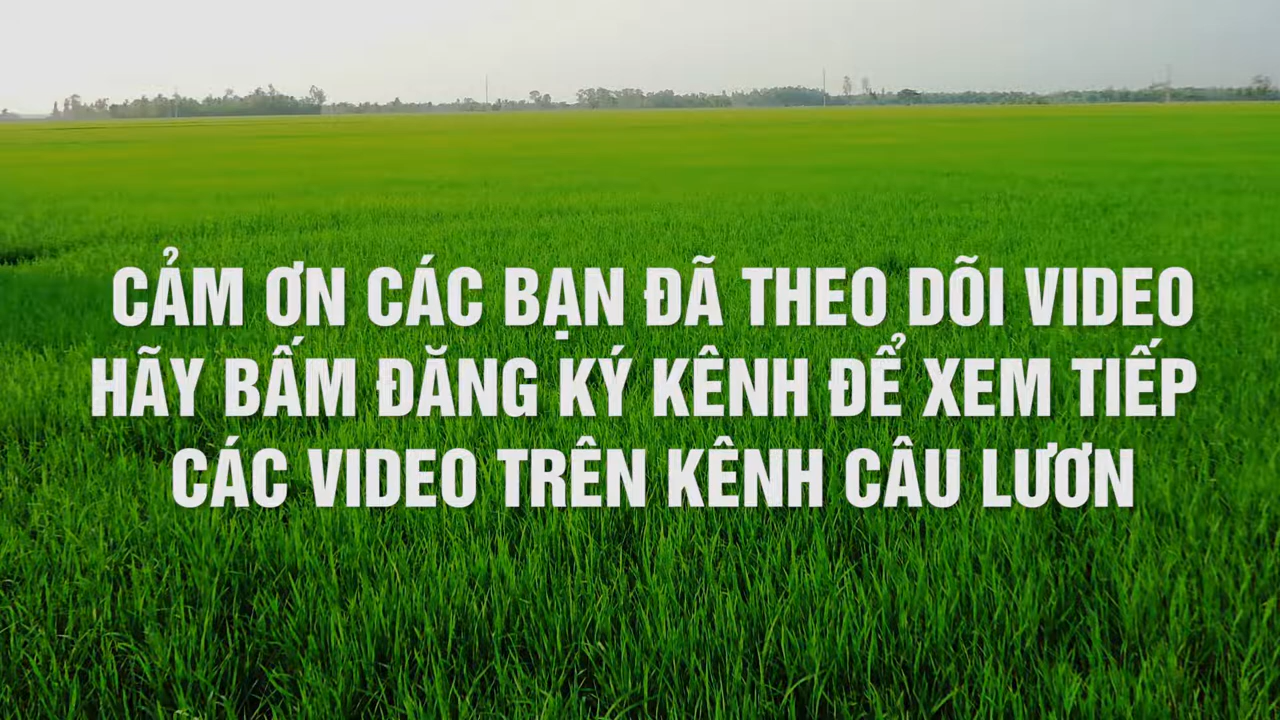 CẢM ƠN CÁC BẠN ĐÃ THEO DÕI VIDEO
HÃY BẤM ĐĂNG KÝ KÊNH ĐỂ XEM TIẾP
CÁC VIDEO TRÊN KÊNH CÂU LƯƠN